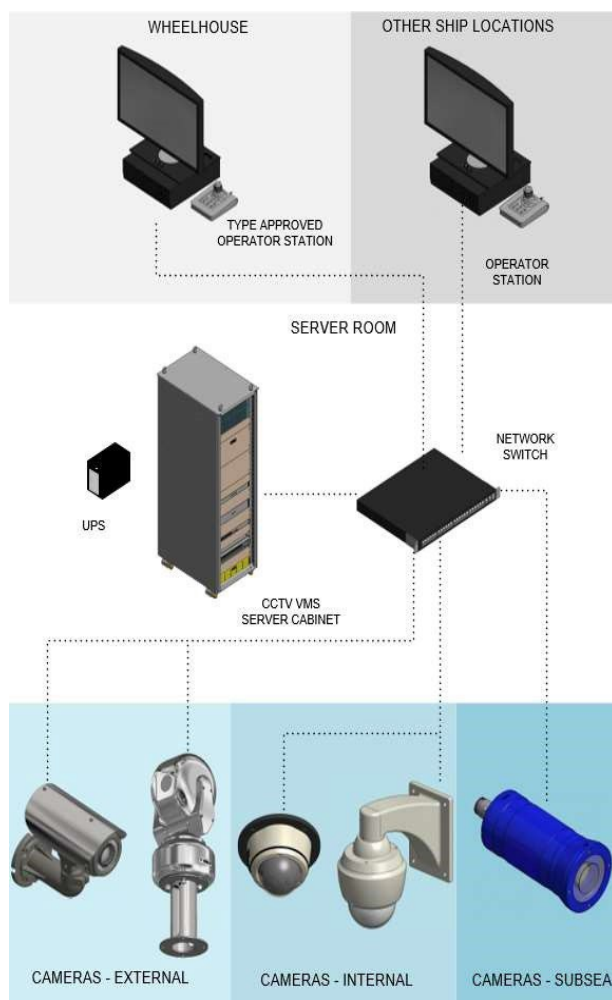 WHEELHOUSE
OTHER SHIP LOCATIONS
TYPE APPROVED
OPERATOR STATION
OPERATOR
STATION
SERVER ROOM
NETWORK
SWITCH
UPS
CCTV VMS
SERVER CABINET
CAMERAS - EXTERNAL
CAMERAS - INTERNAL
CAMERAS - SUBSEA